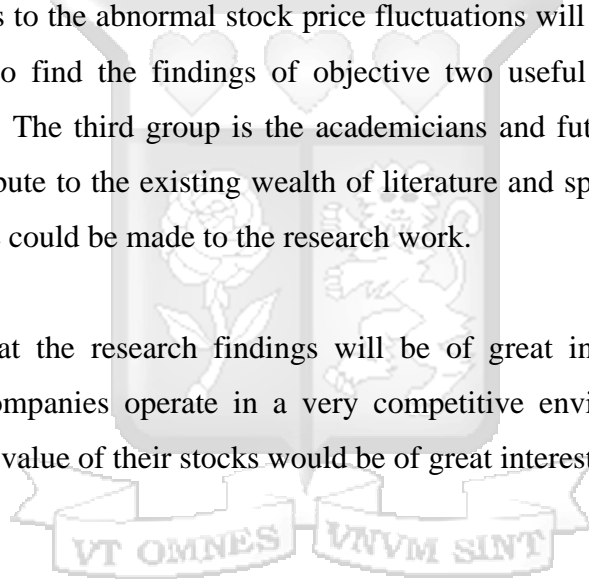 s to the abnormal stock price fluctuations will
o find the findings of objective two useful
The third group is the academicians and fut
bute to the existing wealth of literature and sp
could be made to the research work.
at the research findings will be of great in
ompanies operate in a very competitive envi
value of their stocks would be of great interest
VT OMNES VNVM SINT